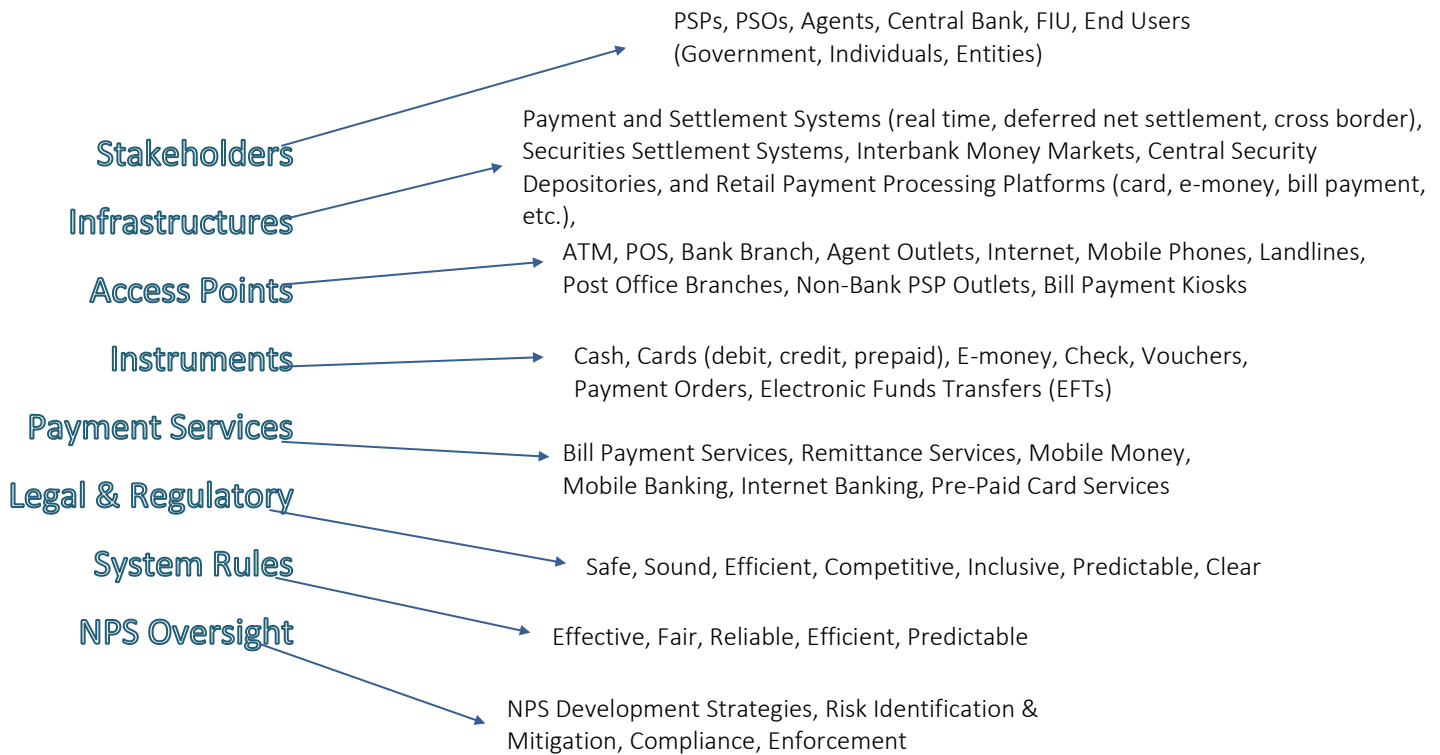 PSPs, PSOs, Agents, Central Bank, FIU, End Users
(Government, Individuals, Entities)
Stakeholders
Payment and Settlement Systems (real time, deferred net settlement, cross border),
Securities Settlement Systems, Interbank Money Markets, Central Security
Depositories, and Retail Payment Processing Platforms (card, e-money, bill payment,
etc.),
Infrastructures
ATM, POS, Bank Branch, Agent Outlets, Internet, Mobile Phones, Landlines,
Post Office Branches, Non-Bank PSP Outlets, Bill Payment Kiosks
Access Points
Instruments
Cash, Cards (debit, credit, prepaid), E-money, Check, Vouchers,
Payment Orders, Electronic Funds Transfers (EFTs)
Payment Services
Bill Payment Services, Remittance Services, Mobile Money,
Mobile Banking, Internet Banking, Pre-Paid Card Services
Legal & Regulatory
Safe, Sound, Efficient, Competitive, Inclusive, Predictable, Clear
System Rules
Effective, Fair, Reliable, Efficient, Predictable
NPS Oversight
NPS Development Strategies, Risk Identification &
Mitigation, Compliance, Enforcement